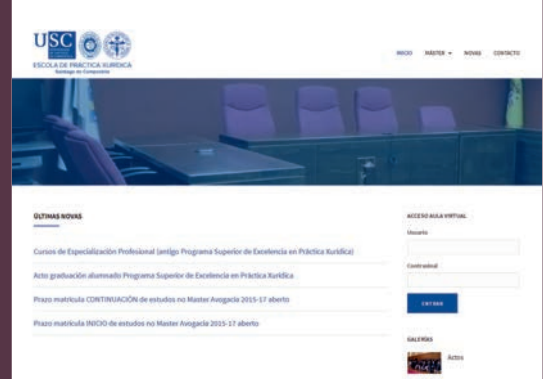 USC
ESCOLA DE PRÁCTICA XURÍDICA
Santiago de Compostela
INICIO MÁSTER NOVAS CONTACTO
ÚLTIMAS NOVAS
Cursos de Especialización Profesional (antigo Programa Superior de Excelencia en Práctica Xurídica)
Acto graduación alumnado Programa Superior de Excelencia en Práctica Xurídica
Prazo matrícula CONTINUACIÓN de estudos no Master Avogacía 2015-17 aberto
Prazo matrícula INICIO de estudos no Master Avogacía 2015-17 aberto
ACCESO AULA VIRTUAL
Usuario
Contrasinal
ENTRAR
GALERÍAS
Actos